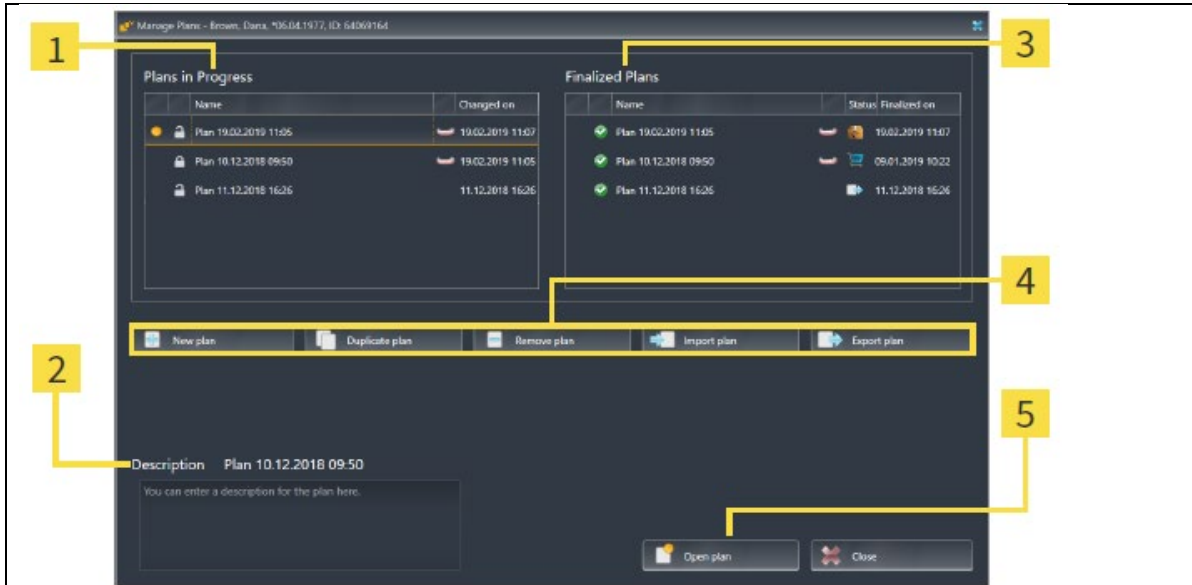 Manage Plans - Brown, Dana, *06.04.1977, ID: 64069164
1
3
Plans in Progress
Finalized Plans
Name Changed on
Name Status Finalized on
Plan 19.02.2019 11:05 19.02.2019 11:07
Plan 19.02.2019 11:05 19.02.2019 11:07
Plan 10.12.2018 09:50 19.02.2019 11:05
Plan 10.12.2018 09:50 09.01.2019 10:22
Plan 11.12.2018 16:26 11.12.2018 16:26
Plan 11.12.2018 16:26 11.12.2018 16:26
4
New plan Duplicate plan Remove plan Import plan Export plan
2
5
Description Plan 10.12.2018 09:50
You can enter a description for the plan here.
Open plan Close